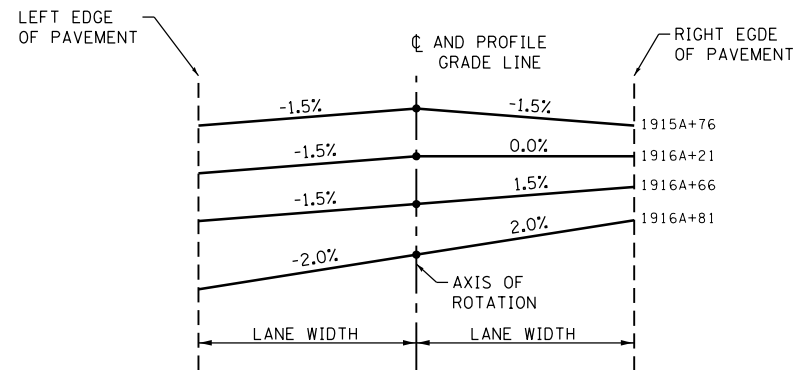 LEFT EDGE
OF PAVEMENT
℄ AND PROFILE
GRADE LINE
RIGHT EGDE
OF PAVEMENT
-1.5% -1.5% 1915A+76
-1.5% 0.0% 1916A+21
-1.5% 1.5% 1916A+66
-2.0% 2.0% 1916A+81
AXIS OF
ROTATION
LANE WIDTH LANE WIDTH